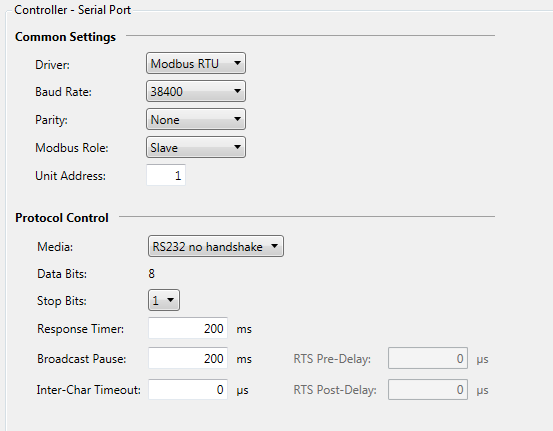 Controller - Serial Port
Common Settings
Driver: Modbus RTU
Baud Rate: 38400
Parity: None
Modbus Role: Slave
Unit Address: 1
Protocol Control
Media: RS232 no handshake
Data Bits: 8
Stop Bits: 1
Response Timer: 200 ms
Broadcast Pause: 200 ms RTS Pre-Delay: 0 µs
Inter-Char Timeout: 0 µs RTS Post-Delay: 0 µs